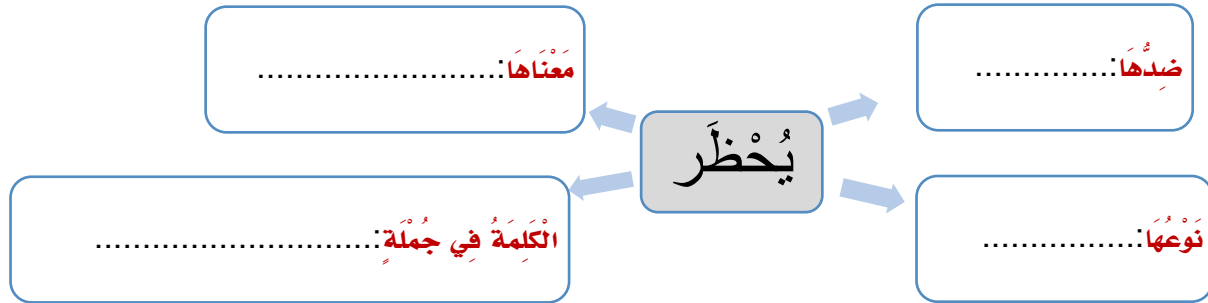 ضِدُّهَا:..............
مَعْنَاهَا:.........................
يُحْظَر
نَوْعُهَا:................
الْكَلِمَةُ فِي جُمْلَةٍ:.............................